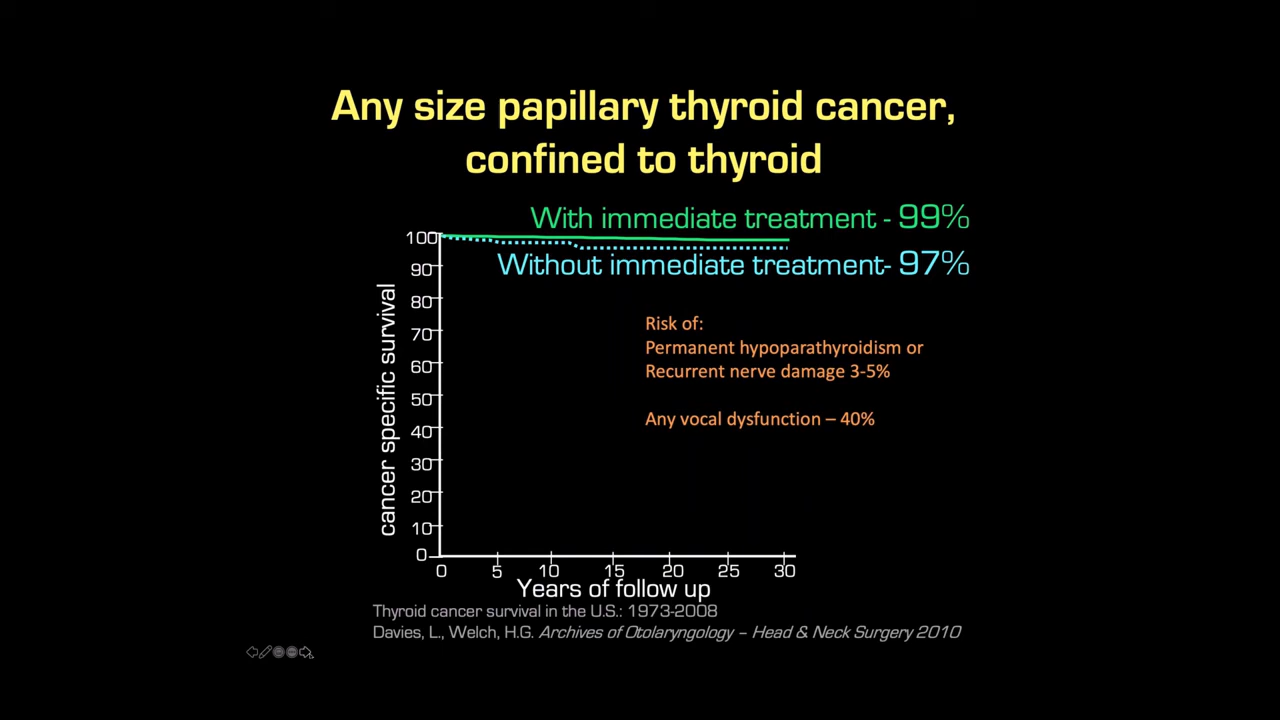 Any size papillary thyroid cancer,
confined to thyroid
With immediate treatment - 99%
Without immediate treatment- 97%
Risk of:
Permanent hypoparathyroidism or
Recurrent nerve damage 3-5%
Any vocal dysfunction – 40%
cancer specific survival
100
90
80
70
60
50
40
30
20
10
0
0 5 10 15 20 25 30
Years of follow up
Thyroid cancer survival in the U.S.: 1973-2008
Davies, L., Welch, H.G. Archives of Otolaryngology – Head & Neck Surgery 2010